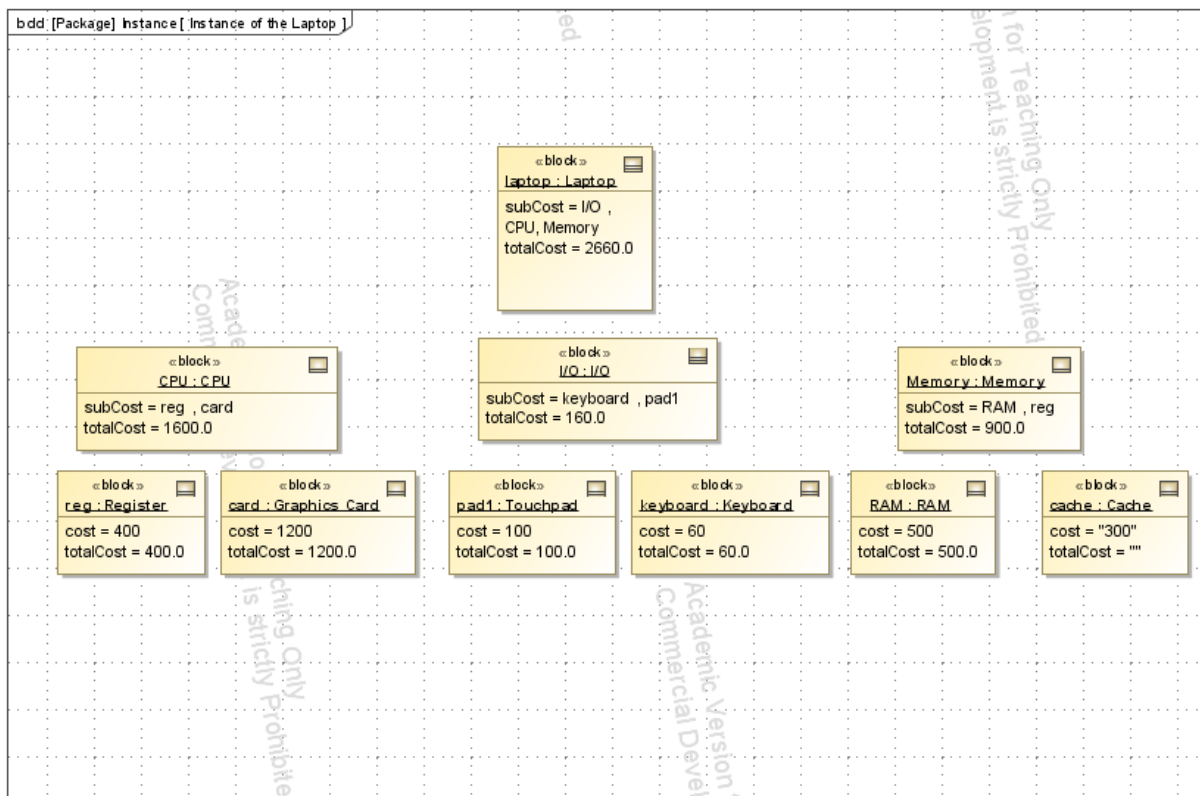 bdd [Package] Instance [ Instance of the Laptop ]
«block»
laptop : Laptop
subCost = I/O ,
CPU, Memory
totalCost = 2660.0
«block»
CPU : CPU
subCost = reg , card
totalCost = 1600.0
«block»
I/O : I/O
subCost = keyboard , pad1
totalCost = 160.0
«block»
Memory : Memory
subCost = RAM , reg
totalCost = 900.0
«block»
reg : Register
cost = 400
totalCost = 400.0
«block»
card : Graphics Card
cost = 1200
totalCost = 1200.0
«block»
pad1 : Touchpad
cost = 100
totalCost = 100.0
«block»
keyboard : Keyboard
cost = 60
totalCost = 60.0
«block»
RAM : RAM
cost = 500
totalCost = 500.0
«block»
cache : Cache
cost = "300"
totalCost = ""
for Teaching Only
is strictly Prohibited
Only
is strictly
Academic Version
Commercial